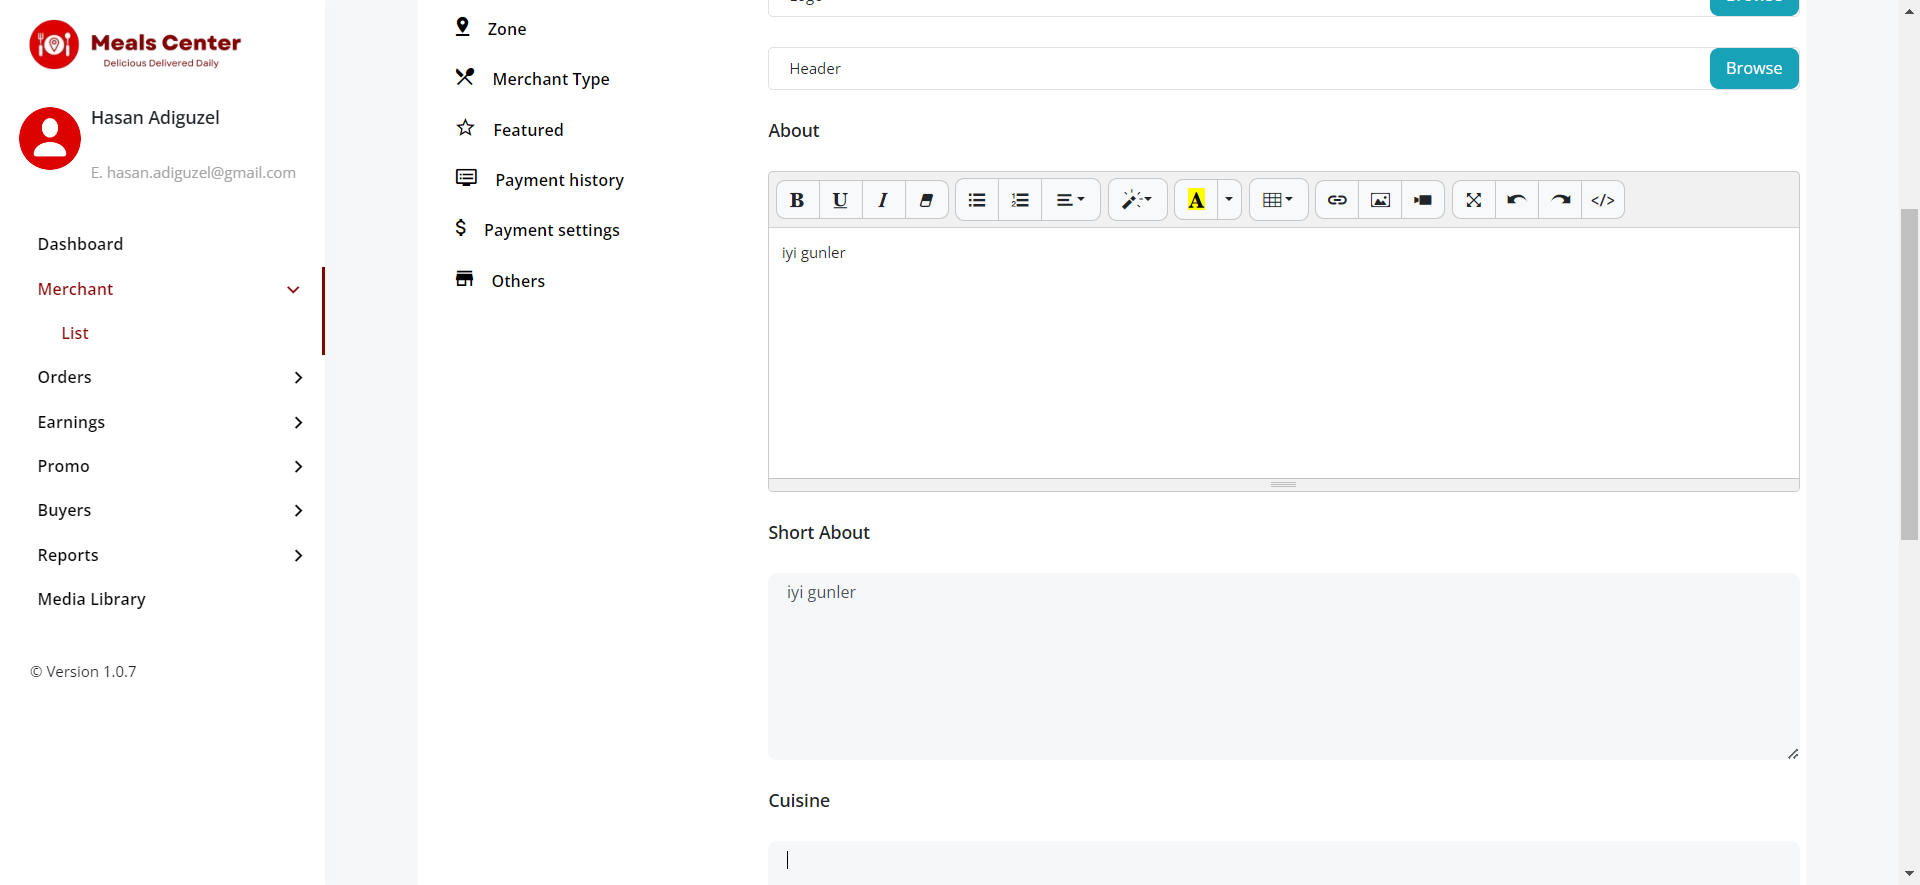 Meals Center
Delicious Delivered Daily
Hasan Adiguzel
E. hasan.adiguzel@gmail.com
Dashboard
Merchant
List
Orders
Earnings
Promo
Buyers
Reports
Media Library
© Version 1.0.7
Zone
Merchant Type
Featured
Payment history
Payment settings
Others
Header
Browse
About
B U I A </>
iyi gunler
Short About
iyi gunler
Cuisine